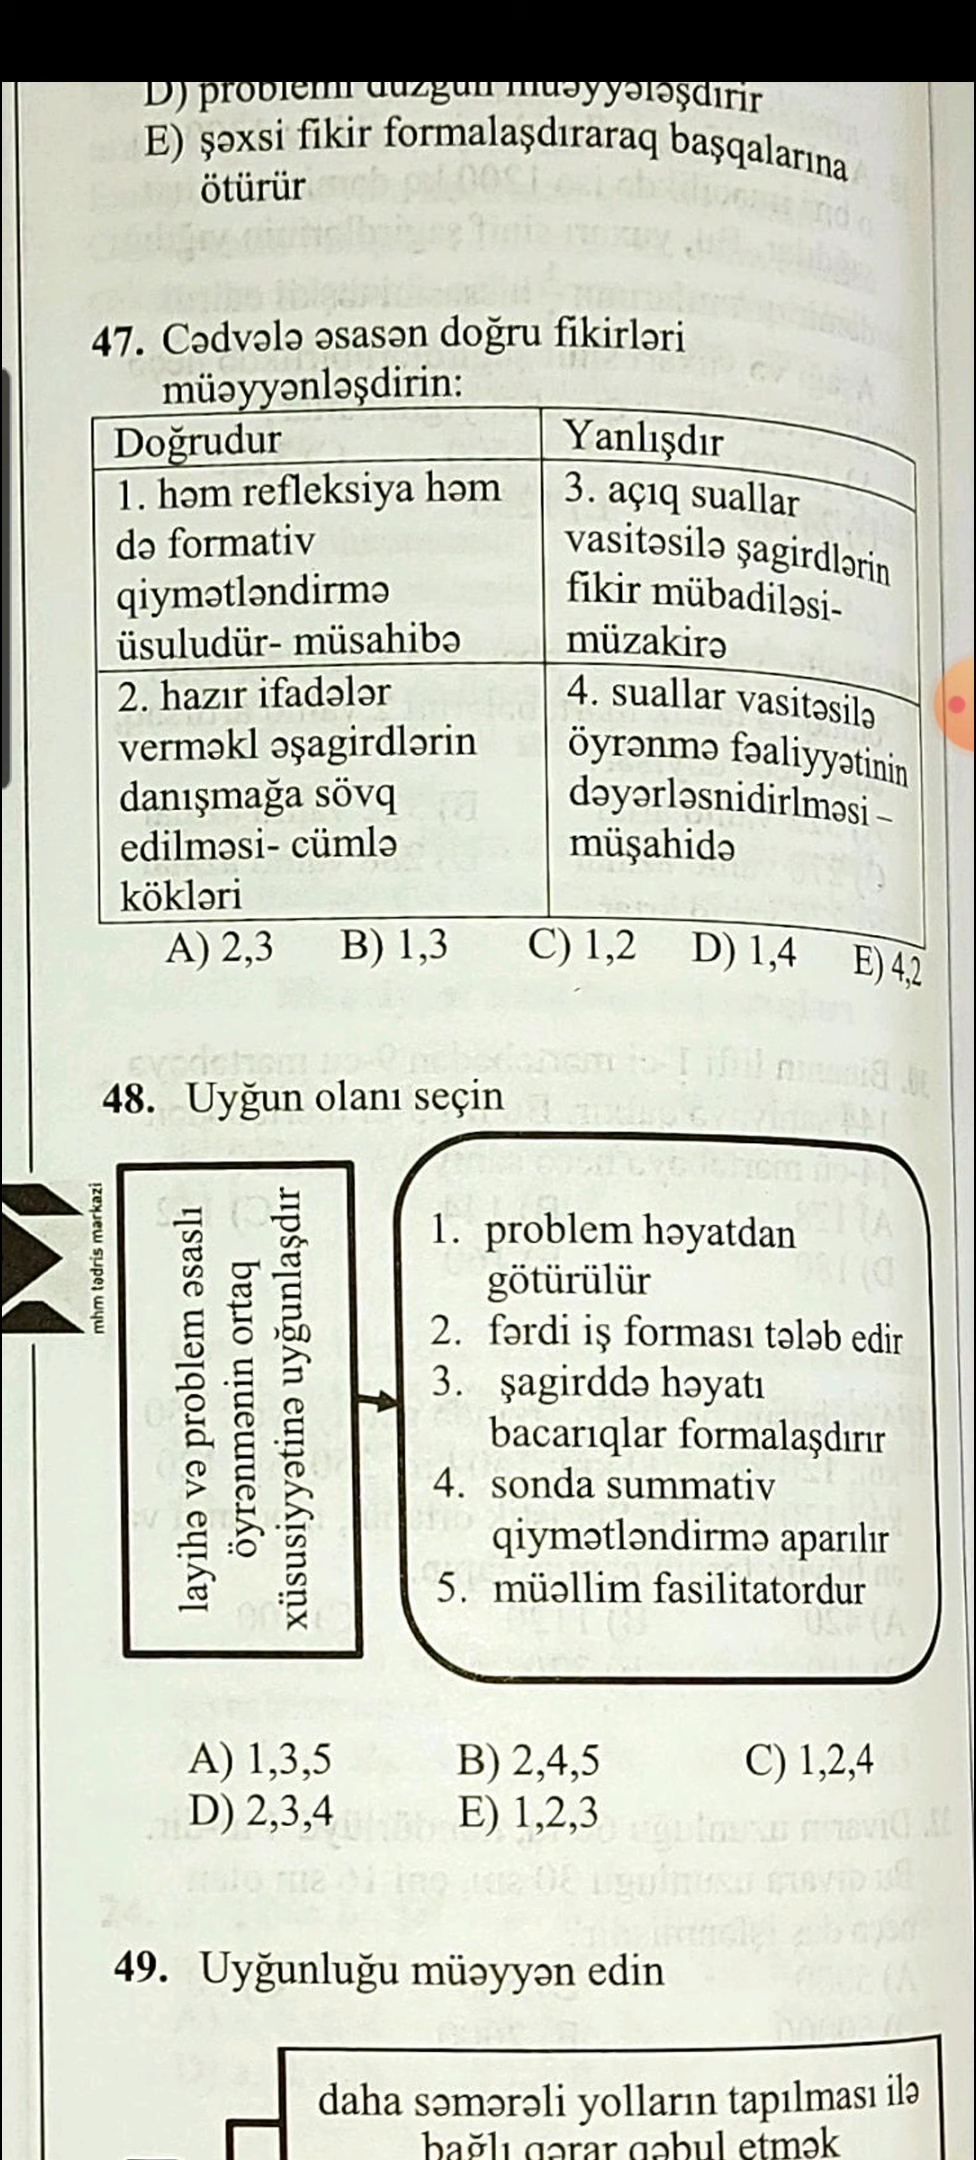 D) problemi düzgün müəyyələşdirir
E) şəxsi fikir formalaşdıraraq başqalarına
ötürür
47. Cədvələ əsasən doğru fikirləri
müəyyənləşdirin:
Doğrudur
1. həm refleksiya həm
də formativ
qiymətləndirmə
üsuludür- müsahibə
2. hazır ifadələr
verməkl əşagirdlərin
danışmağa sövq
edilməsi- cümlə
kökləri
Yanlışdır
3. açıq suallar
vasitəsilə şagirdlərin
fikir mübadiləsi-
müzakirə
4. suallar vasitəsilə
öyrənmə fəaliyyətinin
dəyərləsnidirlməsi –
müşahidə
A) 2,3 B) 1,3 C) 1,2 D) 1,4 E) 4,2
48. Uyğun olanı seçin
mhm tədris mərkəzi
layihə və problem əsaslı
öyrənmənin ortaq
xüsusiyyətinə uyğunlaşdır
1. problem həyatdan
götürülür
2. fərdi iş forması tələb edir
3. şagirddə həyatı
bacarıqlar formalaşdırır
4. sonda summativ
qiymətləndirmə aparılır
5. müəllim fasilitatordur
A) 1,3,5 B) 2,4,5 C) 1,2,4
D) 2,3,4 E) 1,2,3
49. Uyğunluğu müəyyən edin
daha səmərəli yolların tapılması ilə
bağlı qərar qəbul etmək